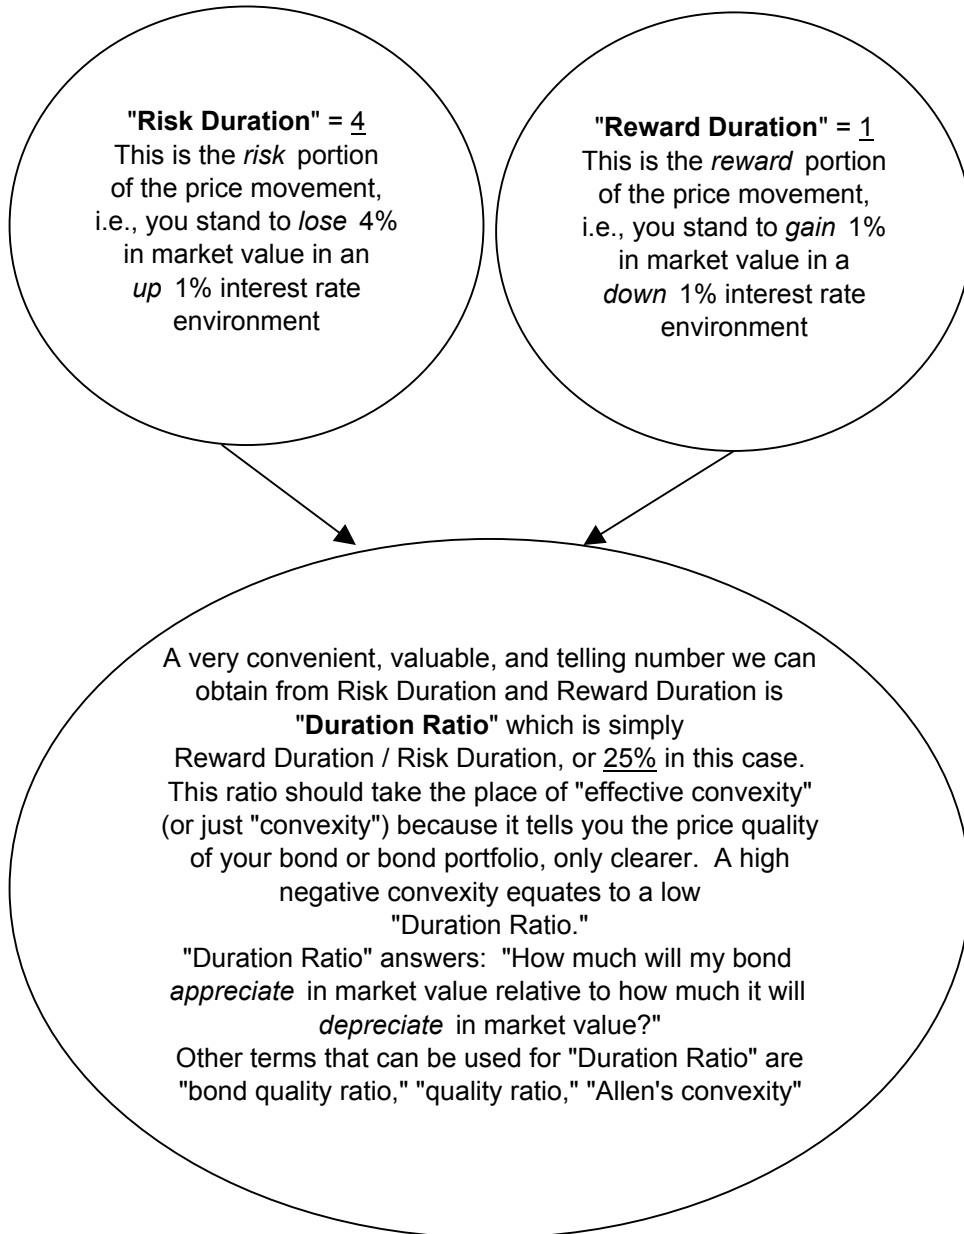 "Risk Duration" = 4
This is the risk portion
of the price movement,
i.e., you stand to lose 4%
in market value in an
up 1% interest rate
environment
"Reward Duration" = 1
This is the reward portion
of the price movement,
i.e., you stand to gain 1%
in market value in a
down 1% interest rate
environment
A very convenient, valuable, and telling number we can
obtain from Risk Duration and Reward Duration is
"Duration Ratio" which is simply
Reward Duration / Risk Duration, or 25% in this case.
This ratio should take the place of "effective convexity"
(or just "convexity") because it tells you the price quality
of your bond or bond portfolio, only clearer.  A high
negative convexity equates to a low
"Duration Ratio."
"Duration Ratio" answers:  "How much will my bond
appreciate in market value relative to how much it will
depreciate in market value?"
Other terms that can be used for "Duration Ratio" are
"bond quality ratio," "quality ratio," "Allen's convexity"